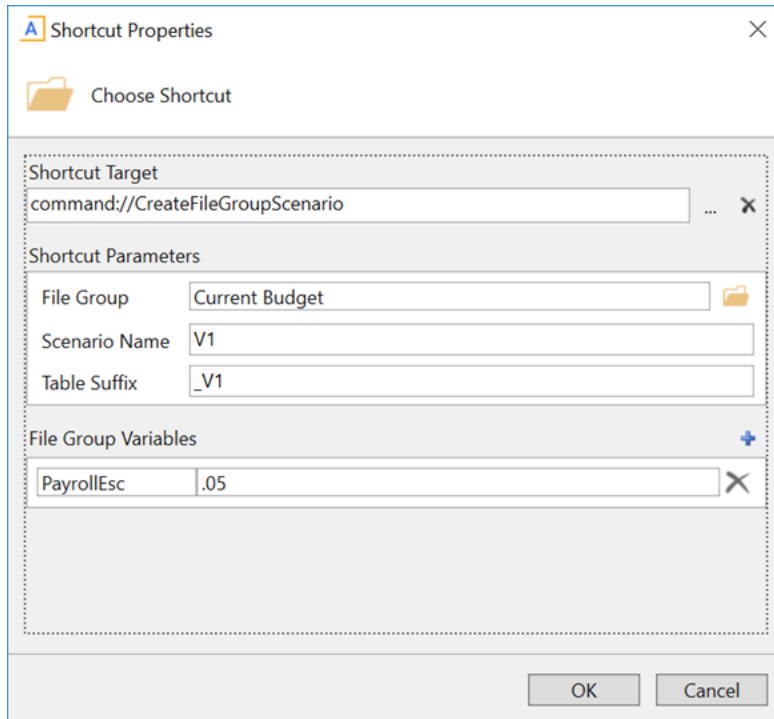 A Shortcut Properties
Choose Shortcut
Shortcut Target
command://CreateFileGroupScenario ...
Shortcut Parameters
File Group Current Budget
Scenario Name V1
Table Suffix _V1
File Group Variables
PayrollEsc .05
OK Cancel